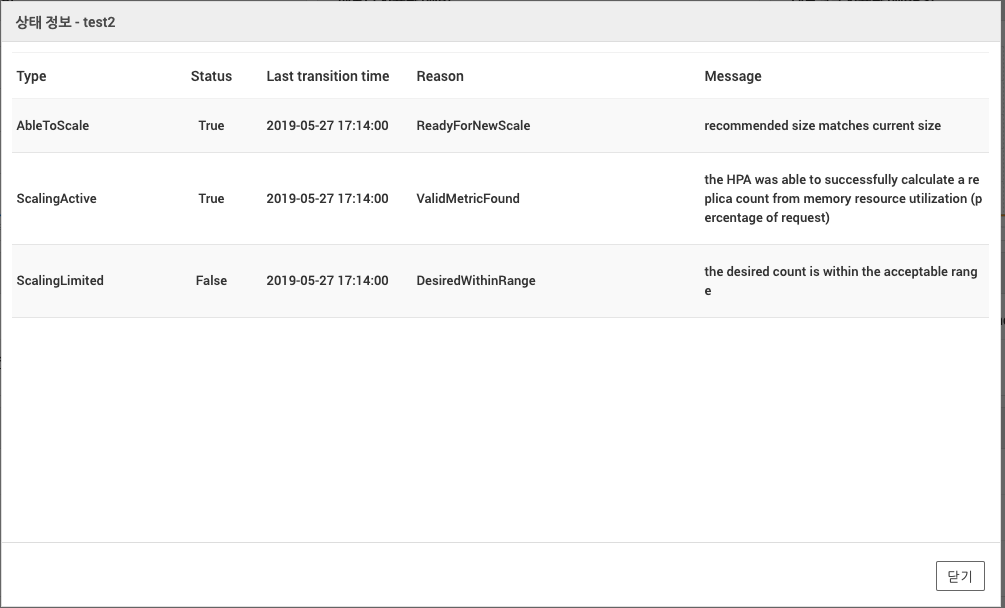 상태 정보 - test2
Type Status Last transition time Reason Message
AbleToScale True 2019-05-27 17:14:00 ReadyForNewScale recommended size matches current size
ScalingActive True 2019-05-27 17:14:00 ValidMetricFound the HPA was able to successfully calculate a re
plica count from memory resource utilization (p
ercentage of request)
ScalingLimited False 2019-05-27 17:14:00 DesiredWithinRange the desired count is within the acceptable rang
e
닫기